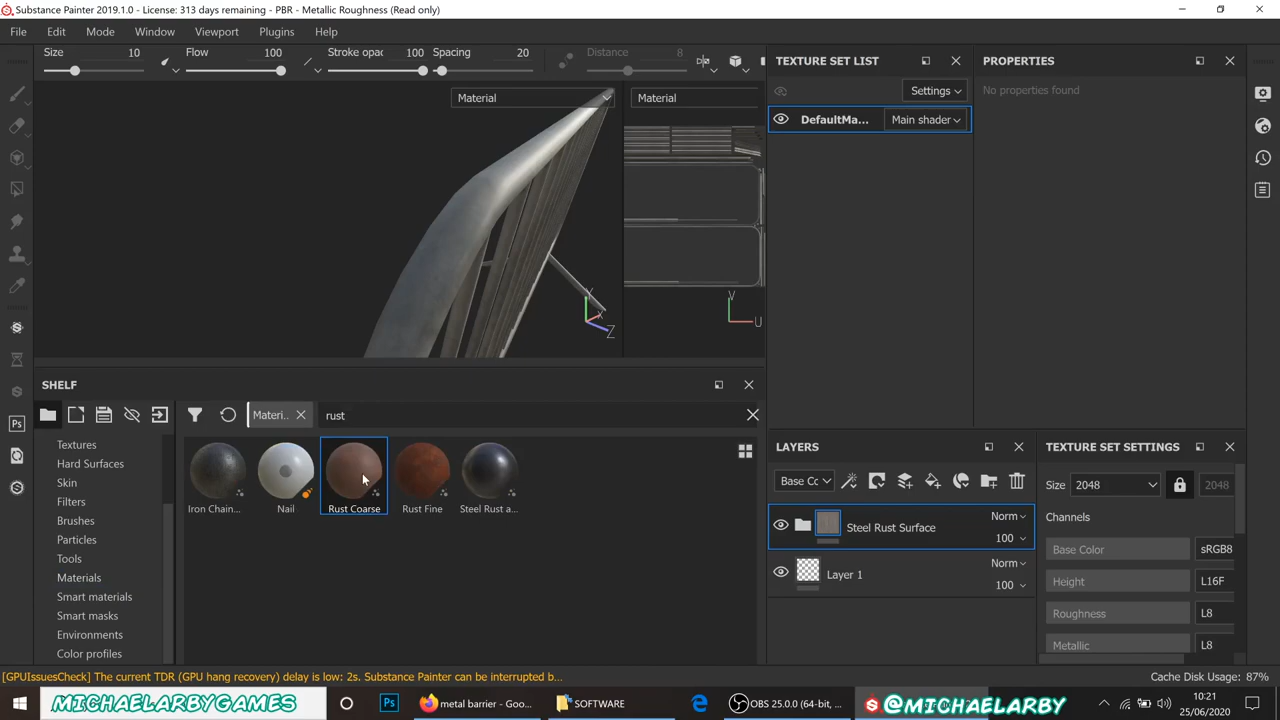 Substance Painter 2019.1.0 - License: 313 days remaining - PBR - Metallic Roughness (Read only)
File Edit Mode Window Viewport Plugins Help
Size 10 Flow 100 Stroke opac 100 Spacing 20 Distance 8
Material
Material
TEXTURE SET LIST
Settings
DefaultMa... Main shader
PROPERTIES
No properties found
V
U
Y
X
Z
SHELF
Materi...
rust
Textures
Hard Surfaces
Skin
Filters
Brushes
Particles
Tools
Materials
Smart materials
Smart masks
Environments
Color profiles
Iron Chain... Nail Rust Coarse Rust Fine Steel Rust a...
LAYERS
Base Cc
Steel Rust Surface Norm 100
Layer 1 Norm 100
TEXTURE SET SETTINGS
Size 2048 2048
Channels
Base Color sRGB8
Height L16F
Roughness L8
Metallic L8
[GPUIssuesCheck] The current TDR (GPU hang recovery) delay is low: 2s. Substance Painter can be interrupted b... Cache Disk Usage: 87%
MICHAELARBYGAMES
Ps
Ps
metal barrier - Goo...
SOFTWARE
OBS 25.0.0 (64-bit, ...
@MICHAELARBY
10:21
25/06/2020